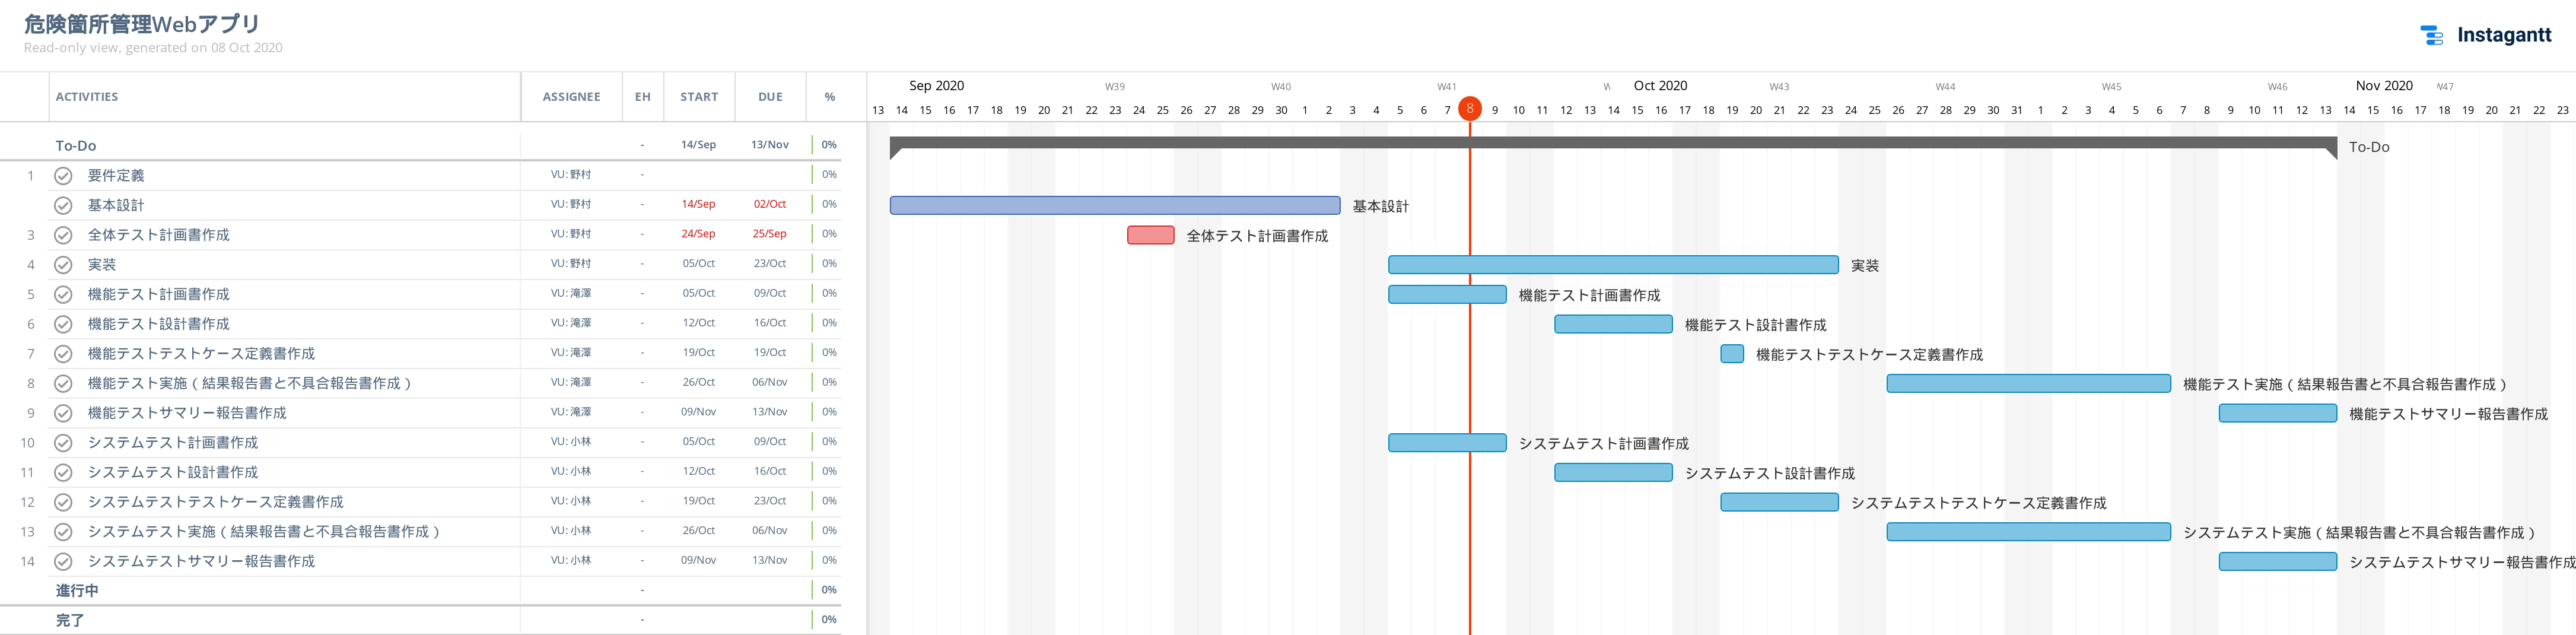 危険箇所管理Webアプリ
Read-only view, generated on 08 Oct 2020
Instagantt
Sep 2020 W39 W40 W41 W Oct 2020 W43 W44 W45 W46 Nov 2020 W47
ACTIVITIES ASSIGNEE EH START DUE %
13 14 15 16 17 18 19 20 21 22 23 24 25 26 27 28 29 30 1 2 3 4 5 6 7 8 9 10 11 12 13 14 15 16 17 18 19 20 21 22 23 24 25 26 27 28 29 30 31 1 2 3 4 5 6 7 8 9 10 11 12 13 14 15 16 17 18 19 20 21 22 23
To-Do - 14/Sep 13/Nov 0% To-Do
1 要件定義 VU: 野村 - 0%
基本設計 VU: 野村 - 14/Sep 02/Oct 0% 基本設計
3 全体テスト計画書作成 VU: 野村 - 24/Sep 25/Sep 0% 全体テスト計画書作成
4 実装 VU: 野村 - 05/Oct 23/Oct 0% 実装
5 機能テスト計画書作成 VU: 滝澤 - 05/Oct 09/Oct 0% 機能テスト計画書作成
6 機能テスト設計書作成 VU: 滝澤 - 12/Oct 16/Oct 0% 機能テスト設計書作成
7 機能テストテストケース定義書作成 VU: 滝澤 - 19/Oct 19/Oct 0% 機能テストテストケース定義書作成
8 機能テスト実施（結果報告書と不具合報告書作成） VU: 滝澤 - 26/Oct 06/Nov 0% 機能テスト実施（結果報告書と不具合報告書作成）
9 機能テストサマリー報告書作成 VU: 滝澤 - 09/Nov 13/Nov 0% 機能テストサマリー報告書作成
10 システムテスト計画書作成 VU: 小林 - 05/Oct 09/Oct 0% システムテスト計画書作成
11 システムテスト設計書作成 VU: 小林 - 12/Oct 16/Oct 0% システムテスト設計書作成
12 システムテストテストケース定義書作成 VU: 小林 - 19/Oct 23/Oct 0% システムテストテストケース定義書作成
13 システムテスト実施（結果報告書と不具合報告書作成） VU: 小林 - 26/Oct 06/Nov 0% システムテスト実施（結果報告書と不具合報告書作成）
14 システムテストサマリー報告書作成 VU: 小林 - 09/Nov 13/Nov 0% システムテストサマリー報告書作成
進行中 - 0%
完了 - 0%